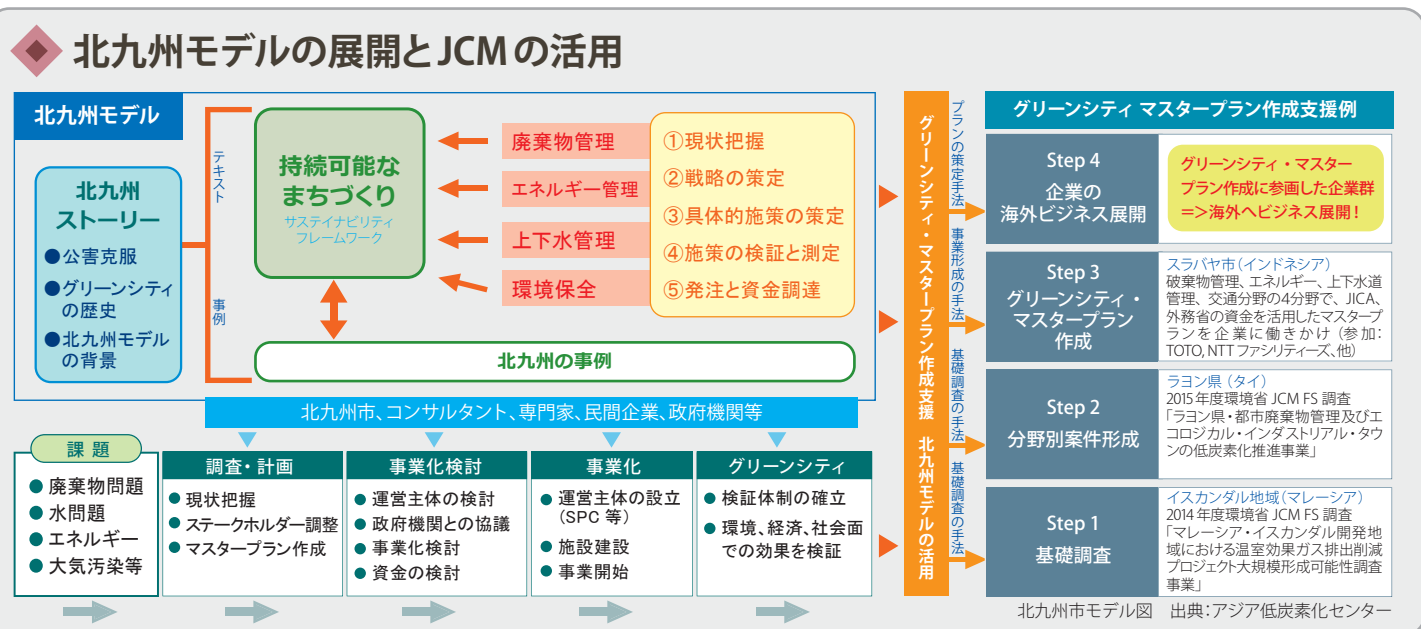 北九州モデルの展開とJCMの活用
北九州モデル
北九州
ストーリー
●公害克服
●グリーンシティ
の歴史
●北九州モデル
の背景
テキスト
事例
持続可能な
まちづくり
サステイナビリティ
フレームワーク
廃棄物管理
エネルギー管理
上下水管理
環境保全
①現状把握
②戦略の策定
③具体的施策の策定
④施策の検証と測定
⑤発注と資金調達
北九州の事例
北九州市、コンサルタント、専門家、民間企業、政府機関等
課題
●廃棄物問題
●水問題
●エネルギー
●大気汚染等
調査・計画
●現状把握
●ステークホルダー調整
●マスタープラン作成
事業化検討
●運営主体の検討
●政府機関との協議
●事業化検討
●資金の検討
事業化
●運営主体の設立
(SPC 等)
●施設建設
●事業開始
グリーンシティ
●検証体制の確立
●環境、経済、社会面
での効果を検証
グリーンシティ・マスタープラン作成支援 北九州モデルの活用
プランの策定手法
事業形成の手法
基礎調査の手法
基礎調査の手法
グリーンシティ マスタープラン作成支援例
Step 4
企業の
海外ビジネス展開
グリーンシティ・マスター
プラン作成に参画した企業群
=>海外へビジネス展開!
Step 3
グリーンシティ・
マスタープラン
作成
スラバヤ市(インドネシア)
破棄物管理、エネルギー、上下水道
管理、交通分野の4分野で、JICA、
外務省の資金を活用したマスタープ
ランを企業に働きかけ(参加:
TOTO, NTT ファシリティーズ、他)
Step 2
分野別案件形成
ラヨン県(タイ)
2015年度環境省 JCM FS 調査
「ラヨン県・都市廃棄物管理及びエ
コロジカル・インダストリアル・タウ
ンの低炭素化推進事業」
Step 1
基礎調査
イスカンダル地域(マレーシア)
2014年度環境省 JCM FS 調査
「マレーシア・イスカンダル開発地
域における温室効果ガス排出削減
プロジェクト大規模形成可能性調査
事業」
北九州市モデル図 出典:アジア低炭素化センター